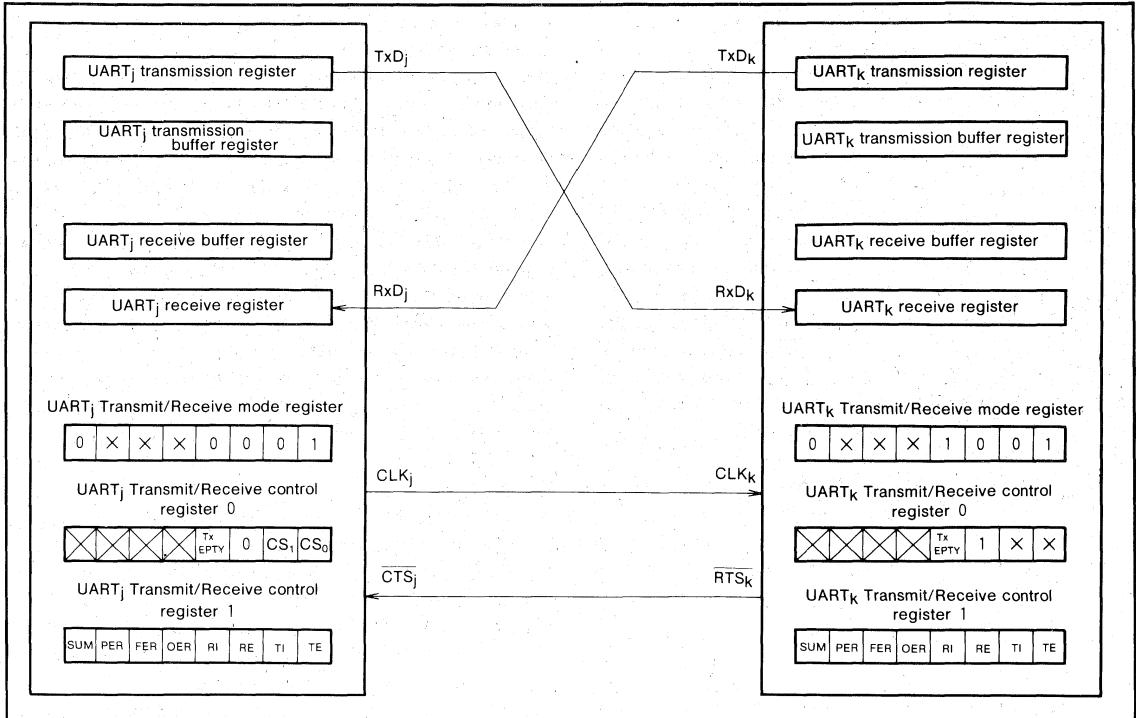 UARTj transmission register
UARTj transmission
buffer register
UARTj receive buffer register
UARTj receive register
UARTj Transmit/Receive mode register
0 × × × 0 0 0 1
UARTj Transmit/Receive control
register 0
Tx EPTY 0 CS1 CS0
UARTj Transmit/Receive control
register 1
SUM PER FER OER RI RE TI TE
TxDj
TxDk
RxDj
RxDk
CLKj
CLKk
C̅T̅S̅j
R̅T̅S̅k
UARTk transmission register
UARTk transmission buffer register
UARTk receive buffer register
UARTk receive register
UARTk Transmit/Receive mode register
0 × × × 1 0 0 1
UARTk Transmit/Receive control
register 0
Tx EPTY 1 × ×
UARTk Transmit/Receive control
register 1
SUM PER FER OER RI RE TI TE